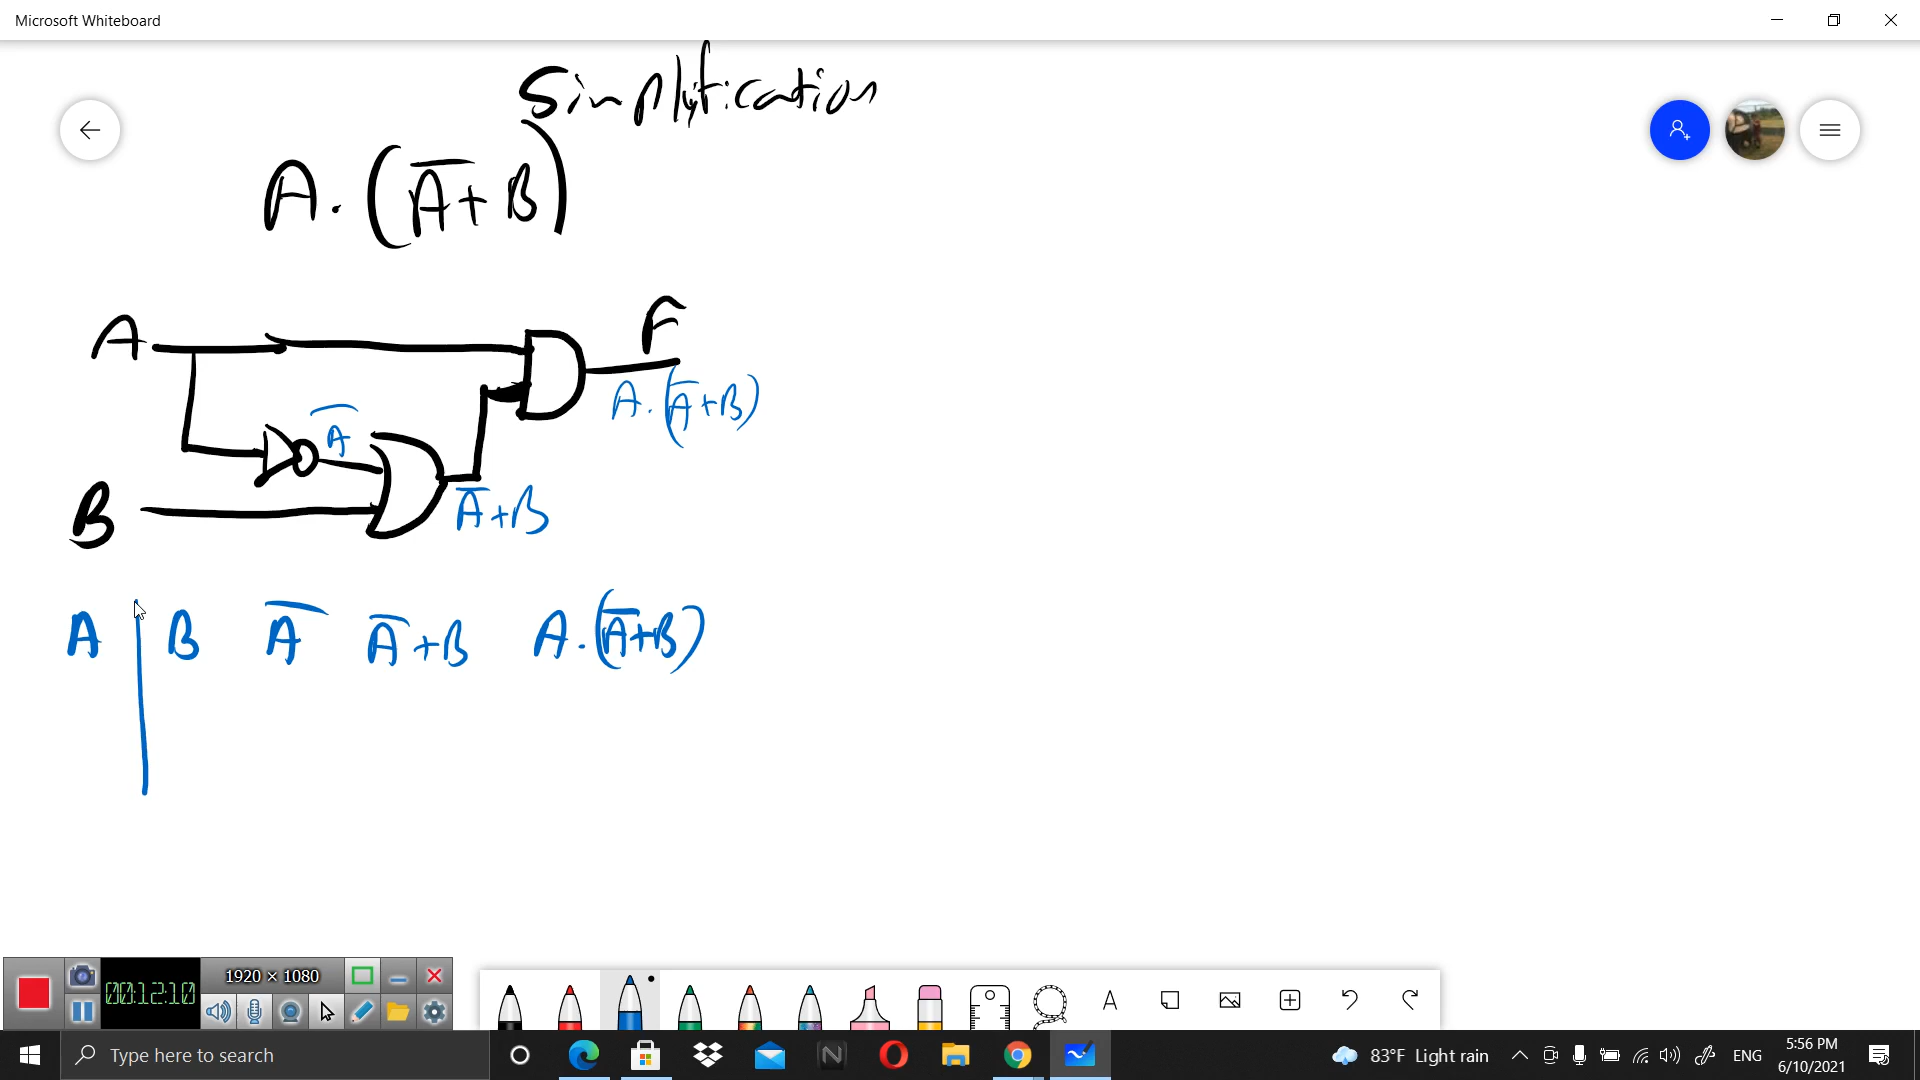 Microsoft Whiteboard
Simplification
A . (A̅ + B)
A
F
A . (A̅ + B)
A̅
B
A̅ + B
A B A̅ A̅ + B A . (A̅ + B)
1920 × 1080
00:12:10
A
Type here to search
N
83°F Light rain
ENG
5:56 PM
6/10/2021